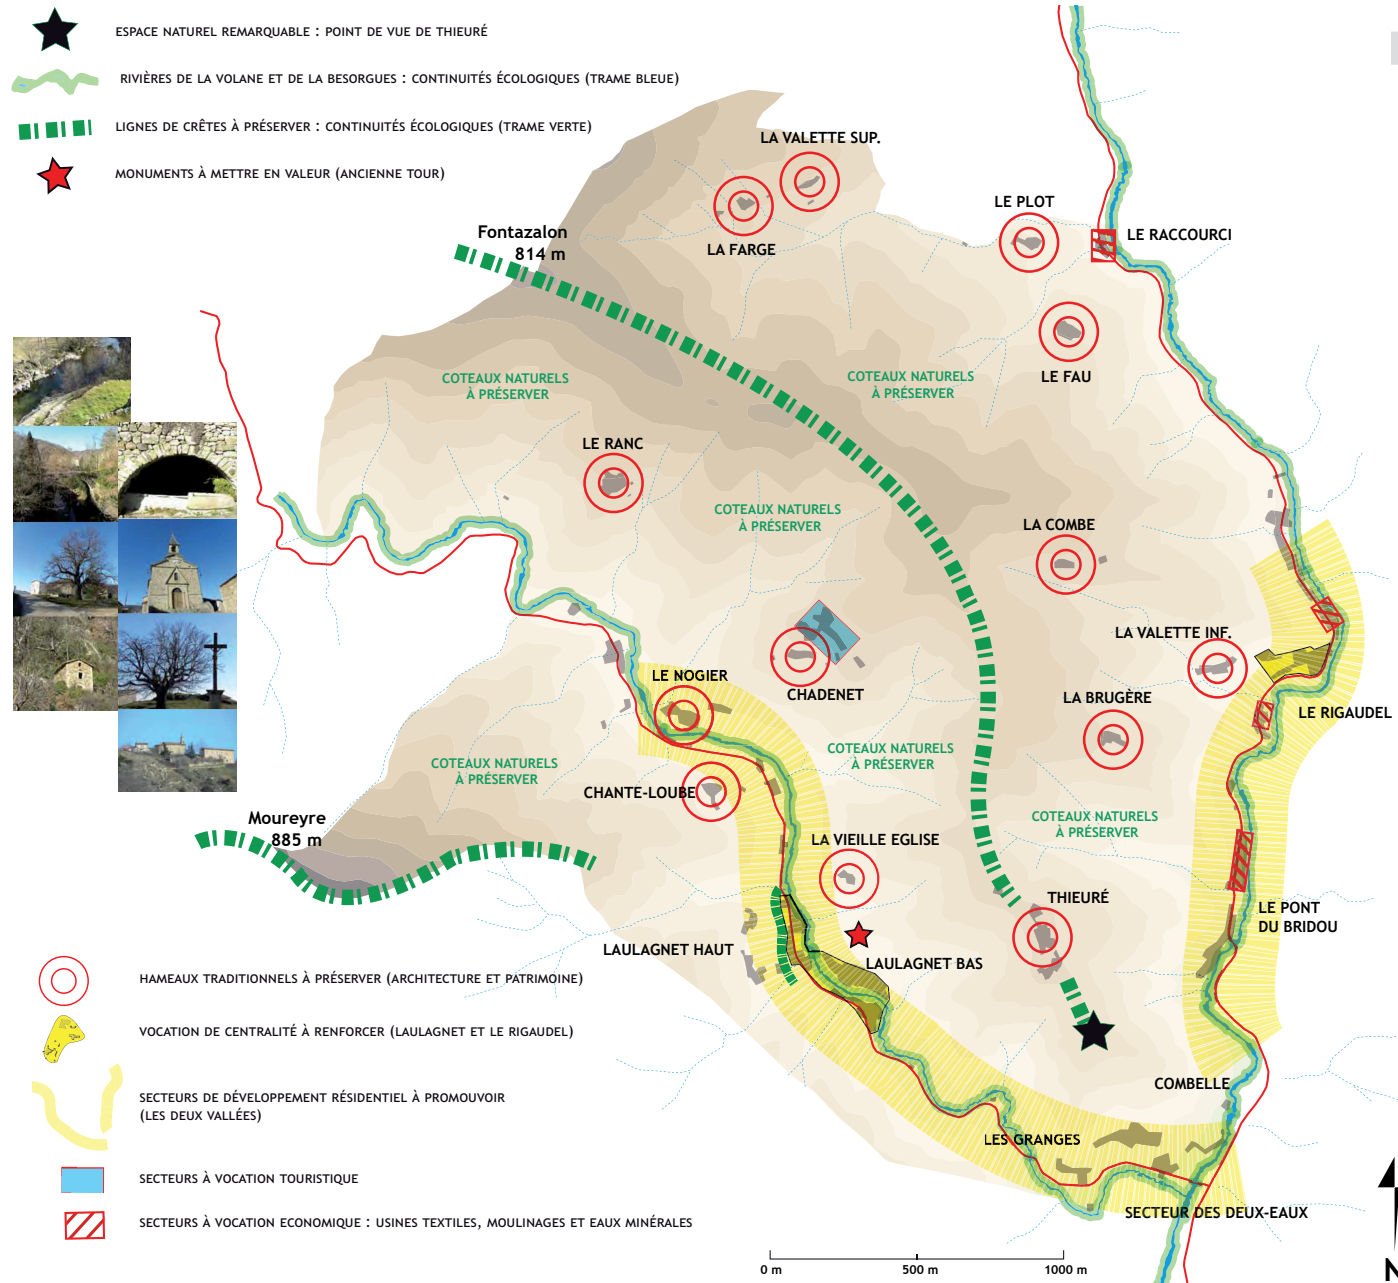 ESPACE NATUREL REMARQUABLE : POINT DE VUE DE THIEURÉ
RIVIÈRES DE LA VOLANE ET DE LA BESORGUES : CONTINUITÉS ÉCOLOGIQUES (TRAME BLEUE)
LIGNES DE CRÊTES À PRÉSERVER : CONTINUITÉS ÉCOLOGIQUES (TRAME VERTE)
MONUMENTS À METTRE EN VALEUR (ANCIENNE TOUR)
LA VALETTE SUP.
LA FARGE
LE PLOT
LE RACCOURCI
Fontazalon
814 m
LE FAU
COTEAUX NATURELS
À PRÉSERVER
COTEAUX NATURELS
À PRÉSERVER
LE RANC
COTEAUX NATURELS
À PRÉSERVER
LA COMBE
LA VALETTE INF.
LE NOGIER
CHADENET
LA BRUGÈRE
LE RIGAUDEL
COTEAUX NATURELS
À PRÉSERVER
COTEAUX NATURELS
À PRÉSERVER
CHANTE-LOUBE
Moureyre
885 m
COTEAUX NATURELS
À PRÉSERVER
LA VIEILLE EGLISE
THIEURÉ
LE PONT
DU BRIDOU
LAULAGNET HAUT
LAULAGNET BAS
COMBELLE
LES GRANGES
SECTEUR DES DEUX-EAUX
HAMEAUX TRADITIONNELS À PRÉSERVER (ARCHITECTURE ET PATRIMOINE)
VOCATION DE CENTRALITÉ À RENFORCER (LAULAGNET ET LE RIGAUDEL)
SECTEURS DE DÉVELOPPEMENT RÉSIDENTIEL À PROMOUVOIR
(LES DEUX VALLÉES)
SECTEURS À VOCATION TOURISTIQUE
SECTEURS À VOCATION ECONOMIQUE : USINES TEXTILES, MOULINAGES ET EAUX MINÉRALES
0 m
500 m
1000 m
N